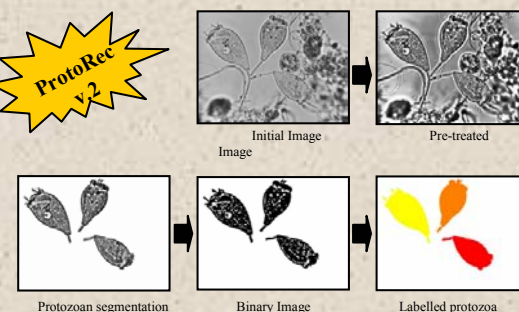 ProtoRec
v.2
Initial Image
Pre-treated
Image
Protozoan segmentation
Binary Image
Labelled protozoa